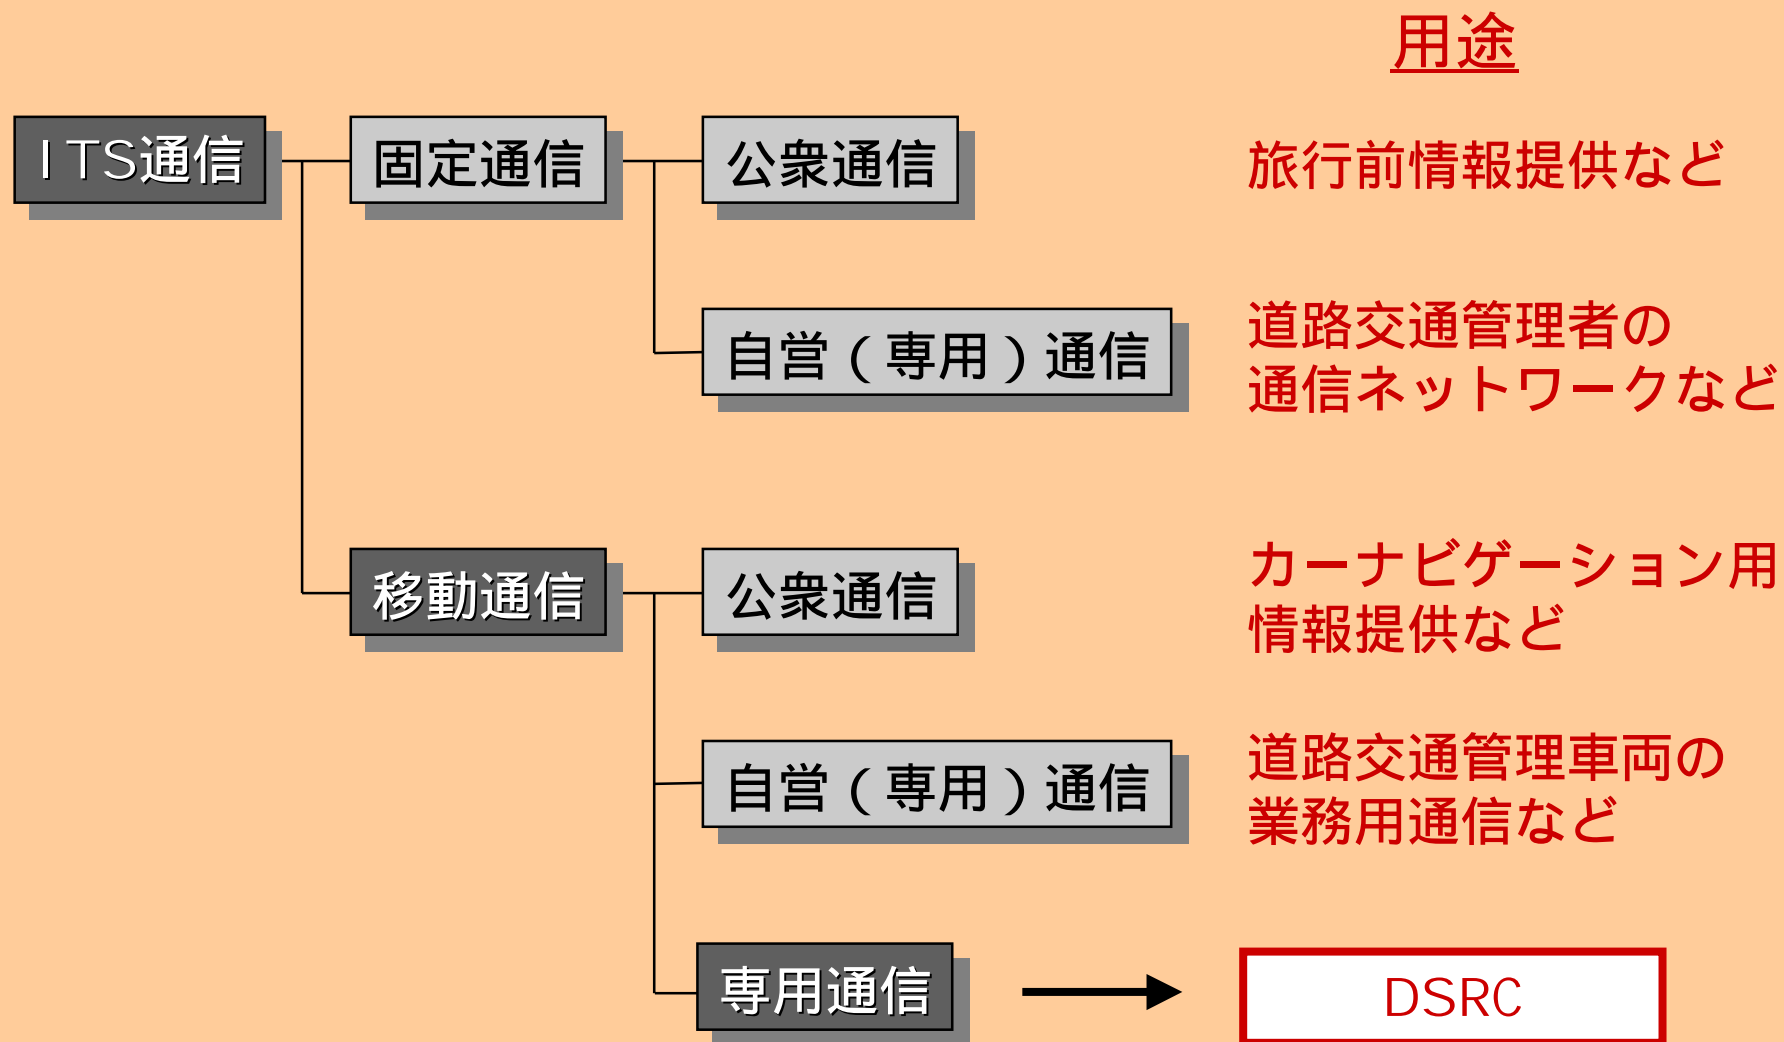 用途
ITS通信 固定通信 公衆通信 旅行前情報提供など
自営(専用)通信 道路交通管理者の
通信ネットワークなど
移動通信 公衆通信 カーナビゲーション用
情報提供など
自営(専用)通信 道路交通管理車両の
業務用通信など
専用通信 DSRC